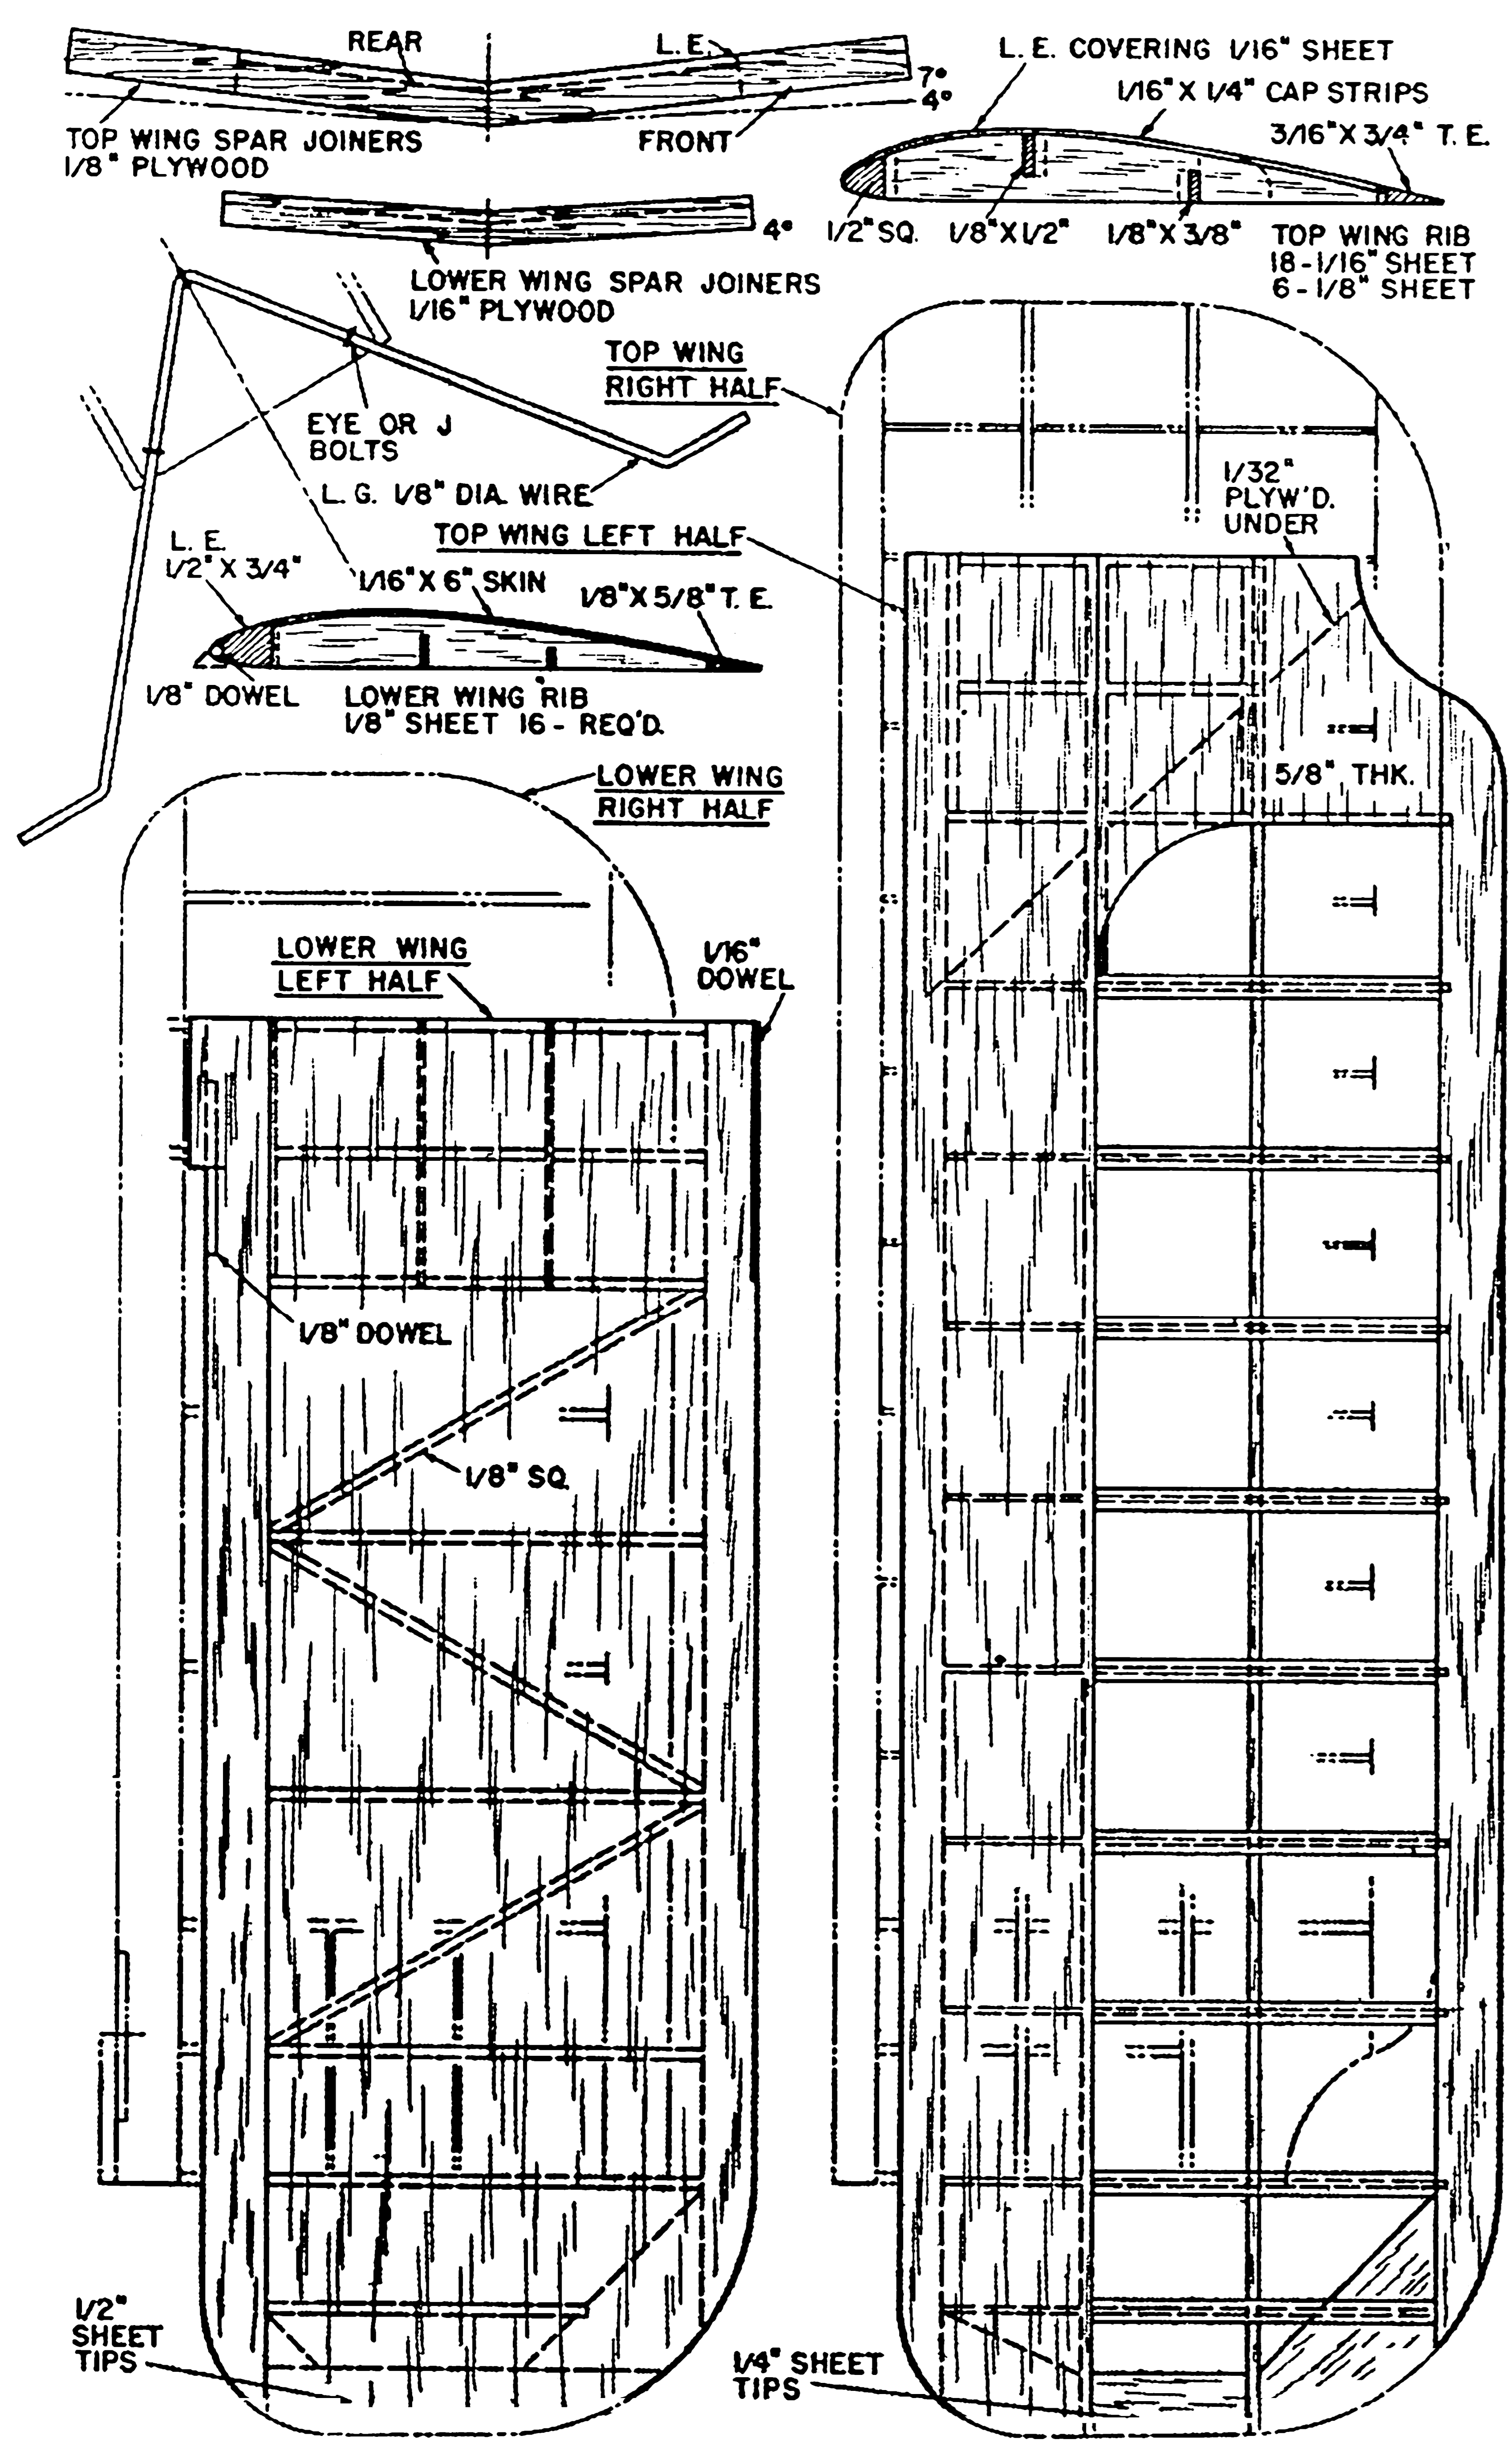 REAR
L. E.
7°
4°
TOP WING SPAR JOINERS
1/8" PLYWOOD
FRONT
L. E. COVERING 1/16" SHEET
1/16" X 1/4" CAP STRIPS
3/16" X 3/4" T. E.
1/2" SQ.
1/8" X 1/2"
1/8" X 3/8"
TOP WING RIB
18-1/16" SHEET
6-1/8" SHEET
4°
LOWER WING SPAR JOINERS
1/16" PLYWOOD
TOP WING
RIGHT HALF
EYE OR J
BOLTS
L. G. 1/8" DIA. WIRE
1/32"
PLYW'D.
UNDER
TOP WING LEFT HALF
L. E.
1/2" X 3/4"
1/16" X 6" SKIN
1/8" X 5/8" T. E.
1/8" DOWEL
LOWER WING RIB
1/8" SHEET 16 - REQ'D.
5/8" THK.
LOWER WING
RIGHT HALF
LOWER WING
LEFT HALF
1/16"
DOWEL
1/8" DOWEL
1/8" SQ.
1/2"
SHEET
TIPS
1/4" SHEET
TIPS